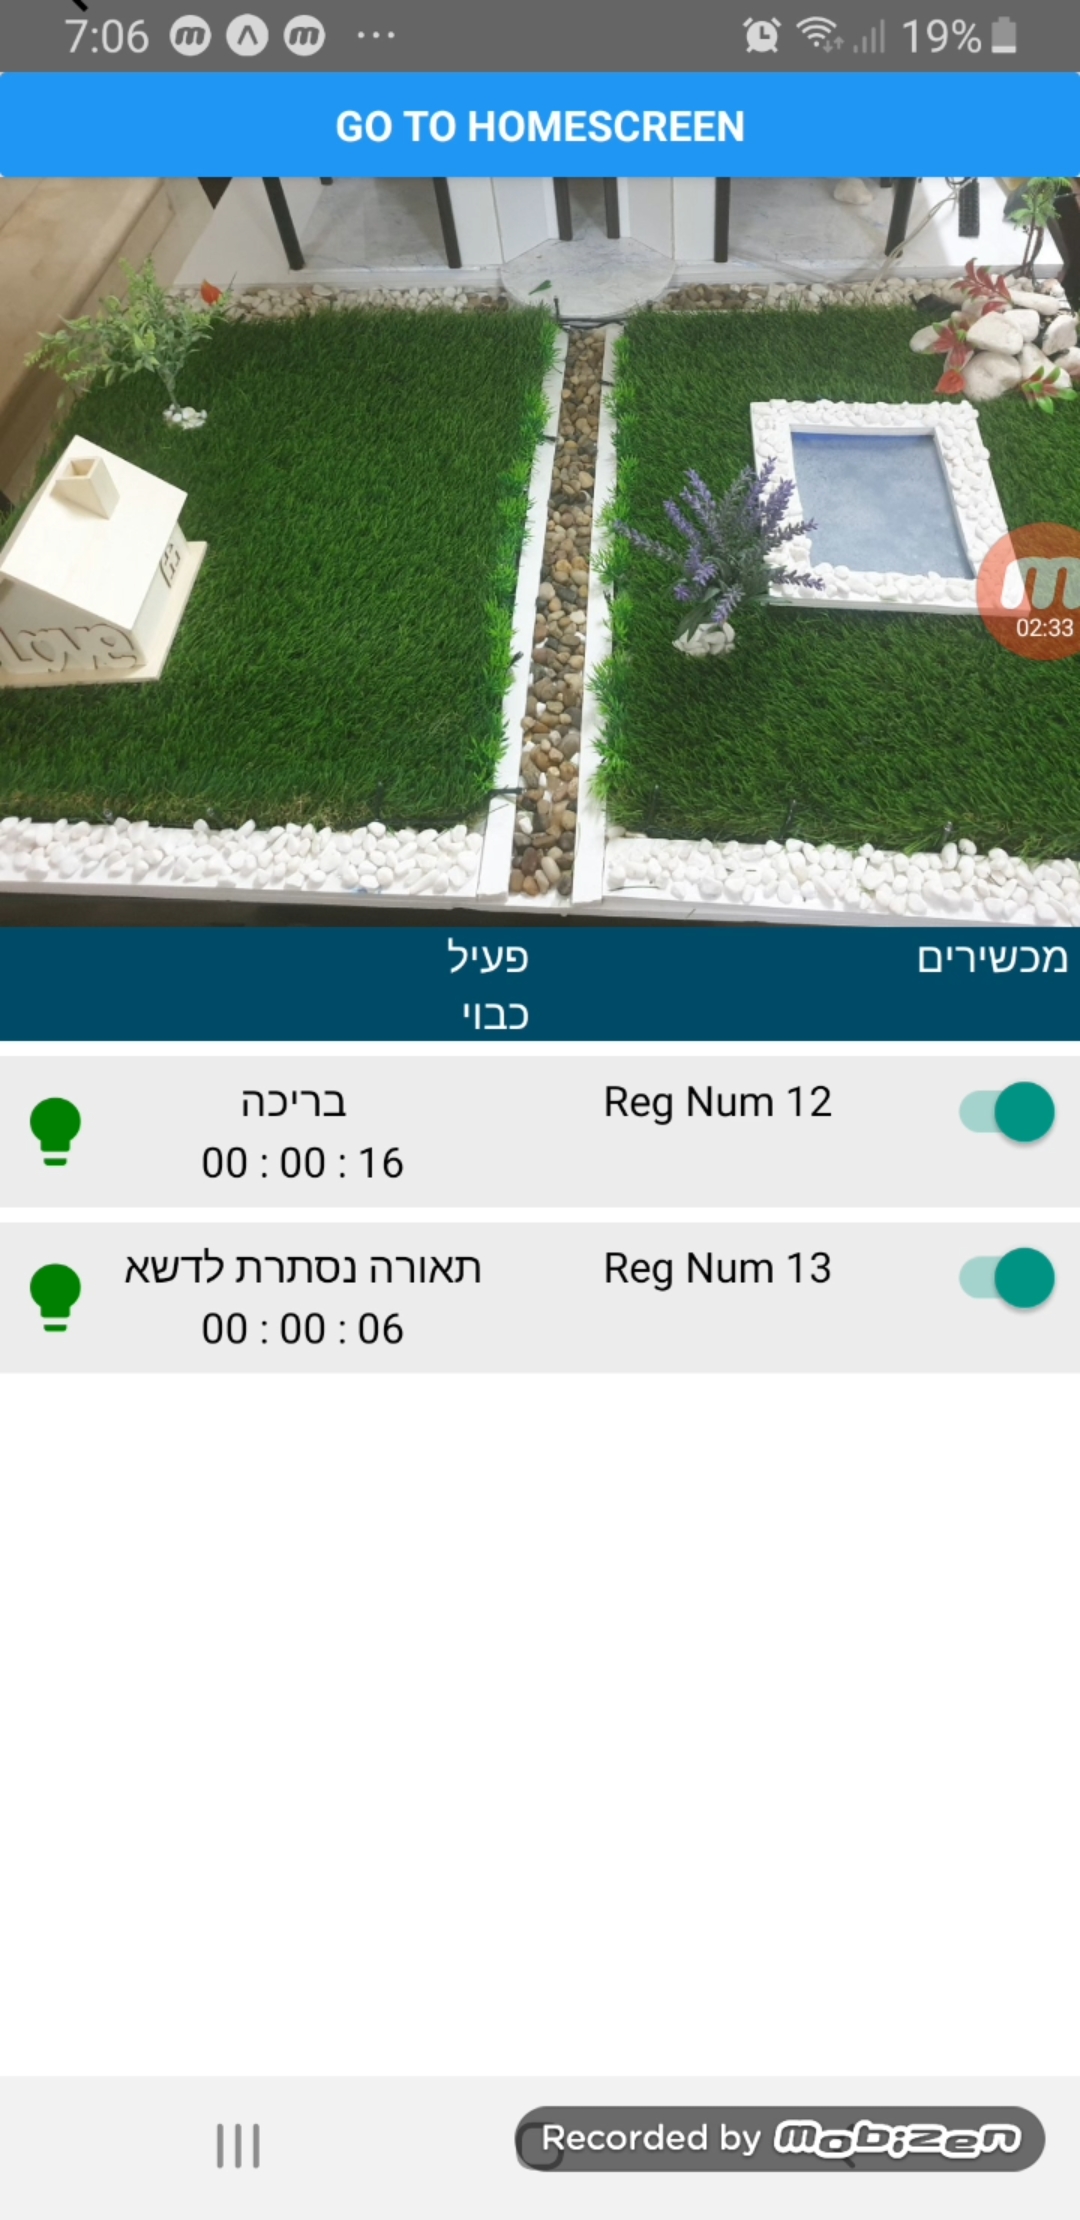 7:06
19%
GO TO HOMESCREEN
love
02:33
מכשירים
פעיל
כבוי
בריכה
Reg Num 12
00 : 00 : 16
תאורה נסתרת לדשא
Reg Num 13
00 : 00 : 06
Recorded by mobizen